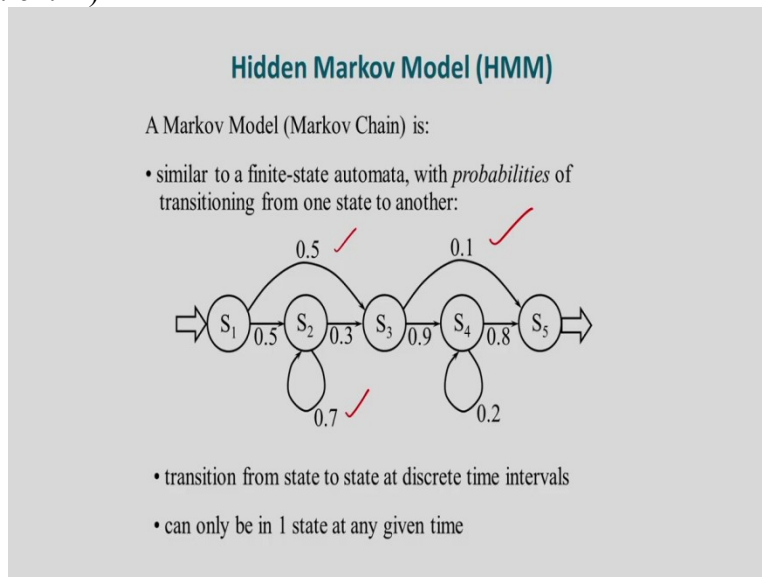 Hidden Markov Model (HMM)
A Markov Model (Markov Chain) is:
• similar to a finite-state automata, with probabilities of
transitioning from one state to another:
0.5
0.1
S1
0.5
S2
0.3
S3
0.9
S4
0.8
S5
0.7
0.2
• transition from state to state at discrete time intervals
• can only be in 1 state at any given time